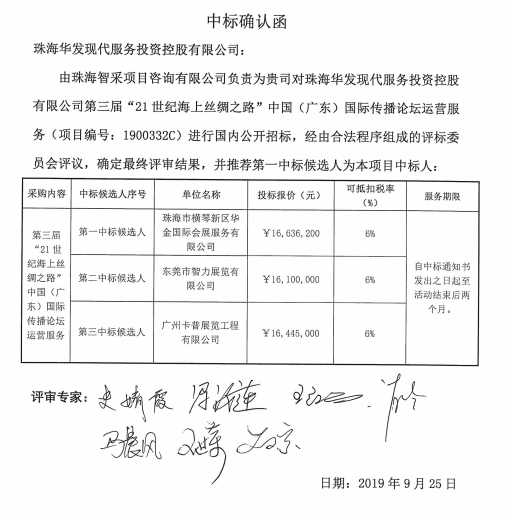 中标确认函
珠海华发现代服务投资控股有限公司：
由珠海智采项目咨询有限公司负责为贵司对珠海华发现代服务投资控股
有限公司第三届“21世纪海上丝绸之路”中国（广东）国际传播论坛运营服
务（项目编号：1900332C）进行国内公开招标，经由合法程序组成的评标委
员会评议，确定最终评审结果，并推荐第一中标候选人为本项目中标人：
采购内容 中标候选人序号 单位名称 投标报价（元） 可抵扣税率（%） 服务期限
第三届
“21世
纪海上丝
绸之路”
中国（广
东）国际
传播论坛
运营服务
第一中标候选人 珠海市横琴新区华金国际会展服务有限公司 ￥16,636,200 6%
第二中标候选人 东莞市智力展览有限公司 ￥16,100,000 6%
第三中标候选人 广州卡普展览工程有限公司 ￥16,445,000 6%
自中标通知书
发出之日起至
活动结束后两
个月。
评审专家：
日期：2019年9月25日